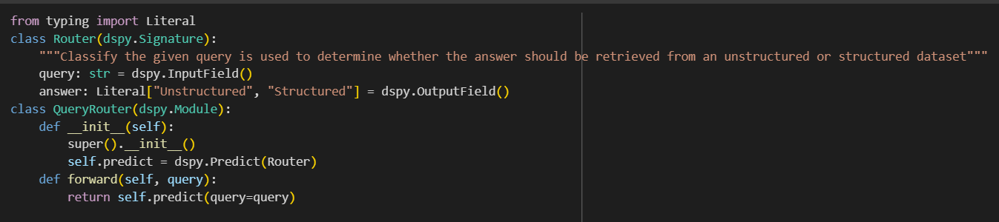 from typing import Literal
class Router(dspy.Signature):
    """Classify the given query is used to determine whether the answer should be retrieved from an unstructured or structured dataset"""
    query: str = dspy.InputField()
    answer: Literal["Unstructured", "Structured"] = dspy.OutputField()
class QueryRouter(dspy.Module):
    def __init__(self):
        super().__init__()
        self.predict = dspy.Predict(Router)
    def forward(self, query):
        return self.predict(query=query)